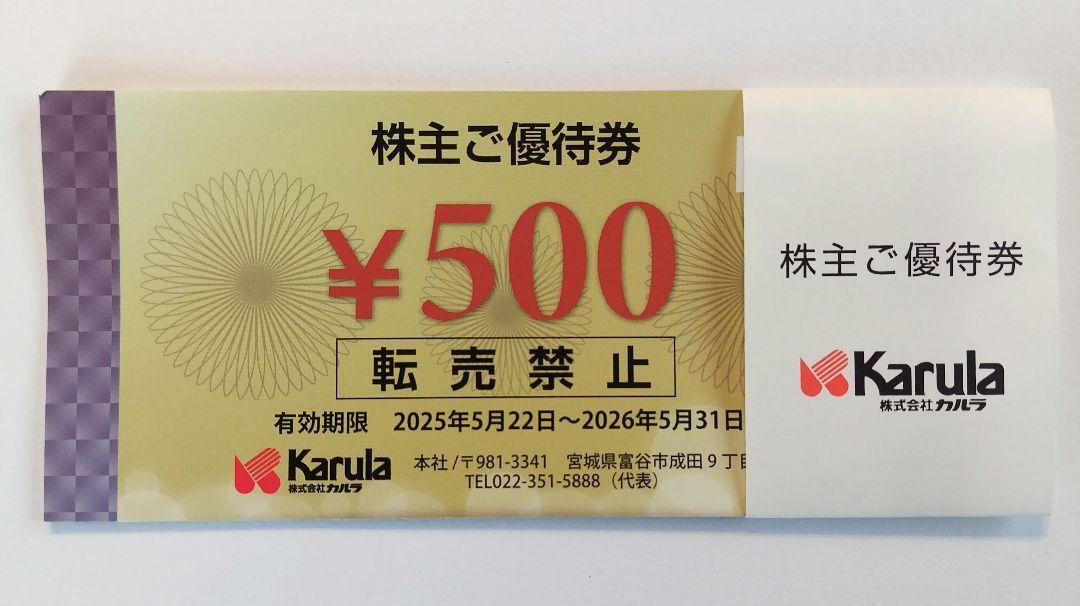 株主ご優待券
¥500
転売禁止
有効期限 2025年5月22日～2026年5月31日
Karula
株式会社カルラ
本社/〒981-3341 宮城県富谷市成田9丁
TEL022-351-5888（代表）
株主ご優待券
Karula
株式会社カルラ